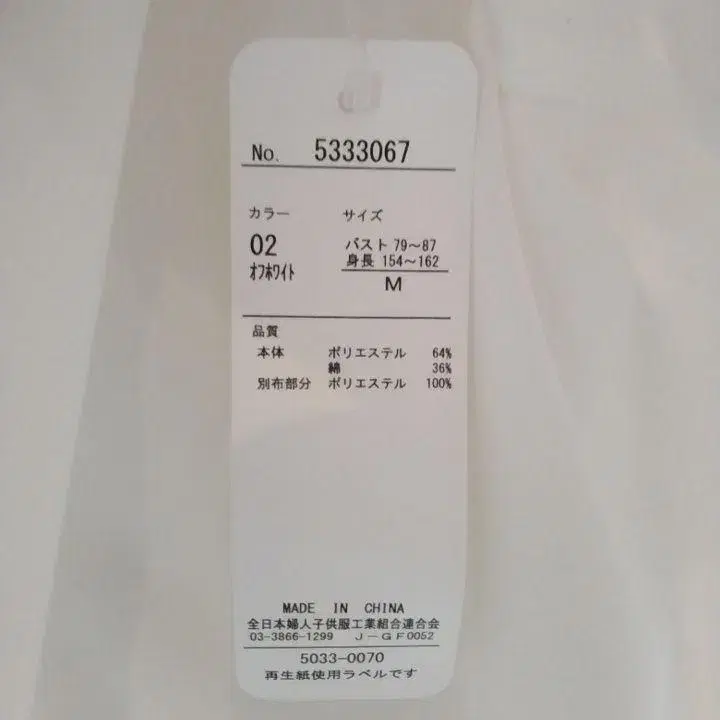 No. 5333067
カラー サイズ
02 バスト 79～87
オフホワイト 身長 154～162
M
品質
本体 ポリエステル 64%
綿 36%
別布部分 ポリエステル 100%
MADE IN CHINA
全日本婦人子供服工業組合連合会
03-3866-1299 J-GF0052
5033-0070
再生紙使用ラベルです